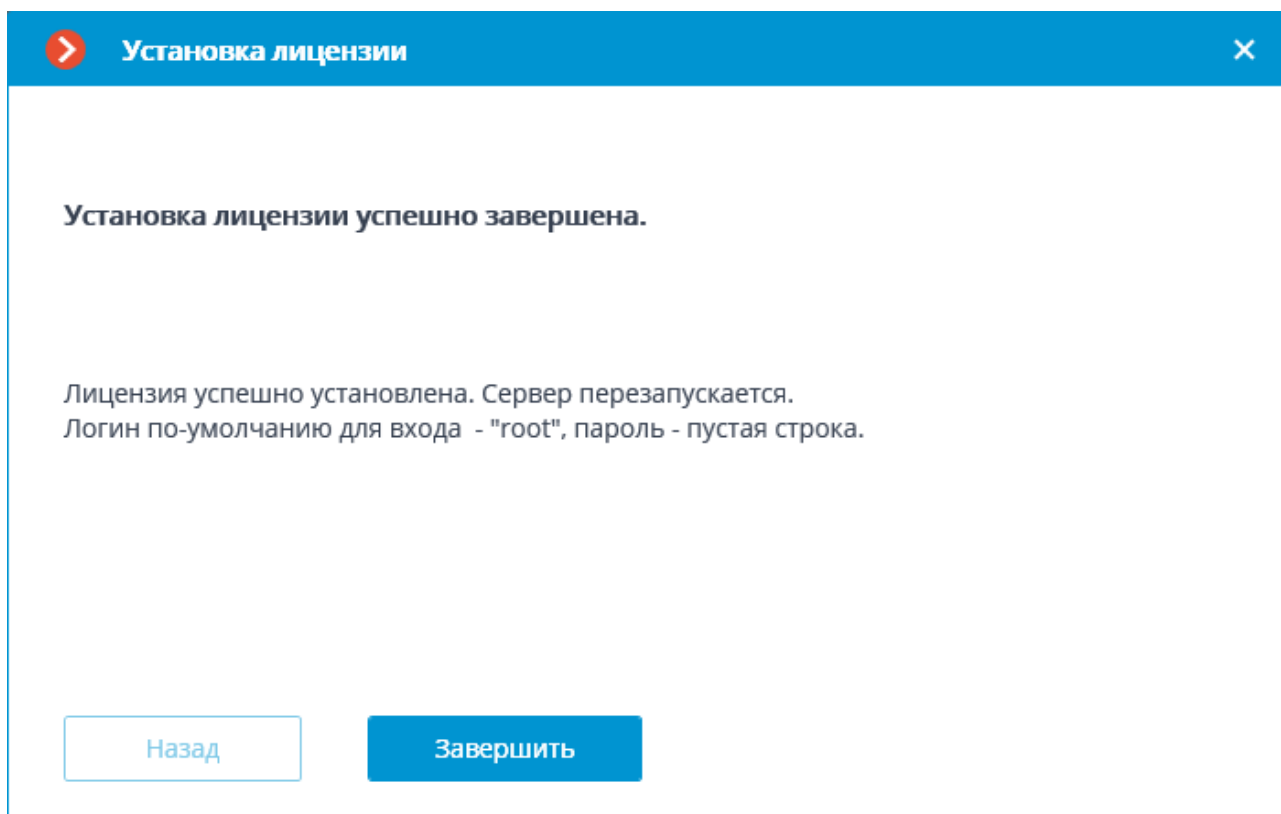 Установка лицензии
Установка лицензии успешно завершена.
Лицензия успешно установлена. Сервер перезапускается.
Логин по-умолчанию для входа  - "root", пароль - пустая строка.
Назад
Завершить